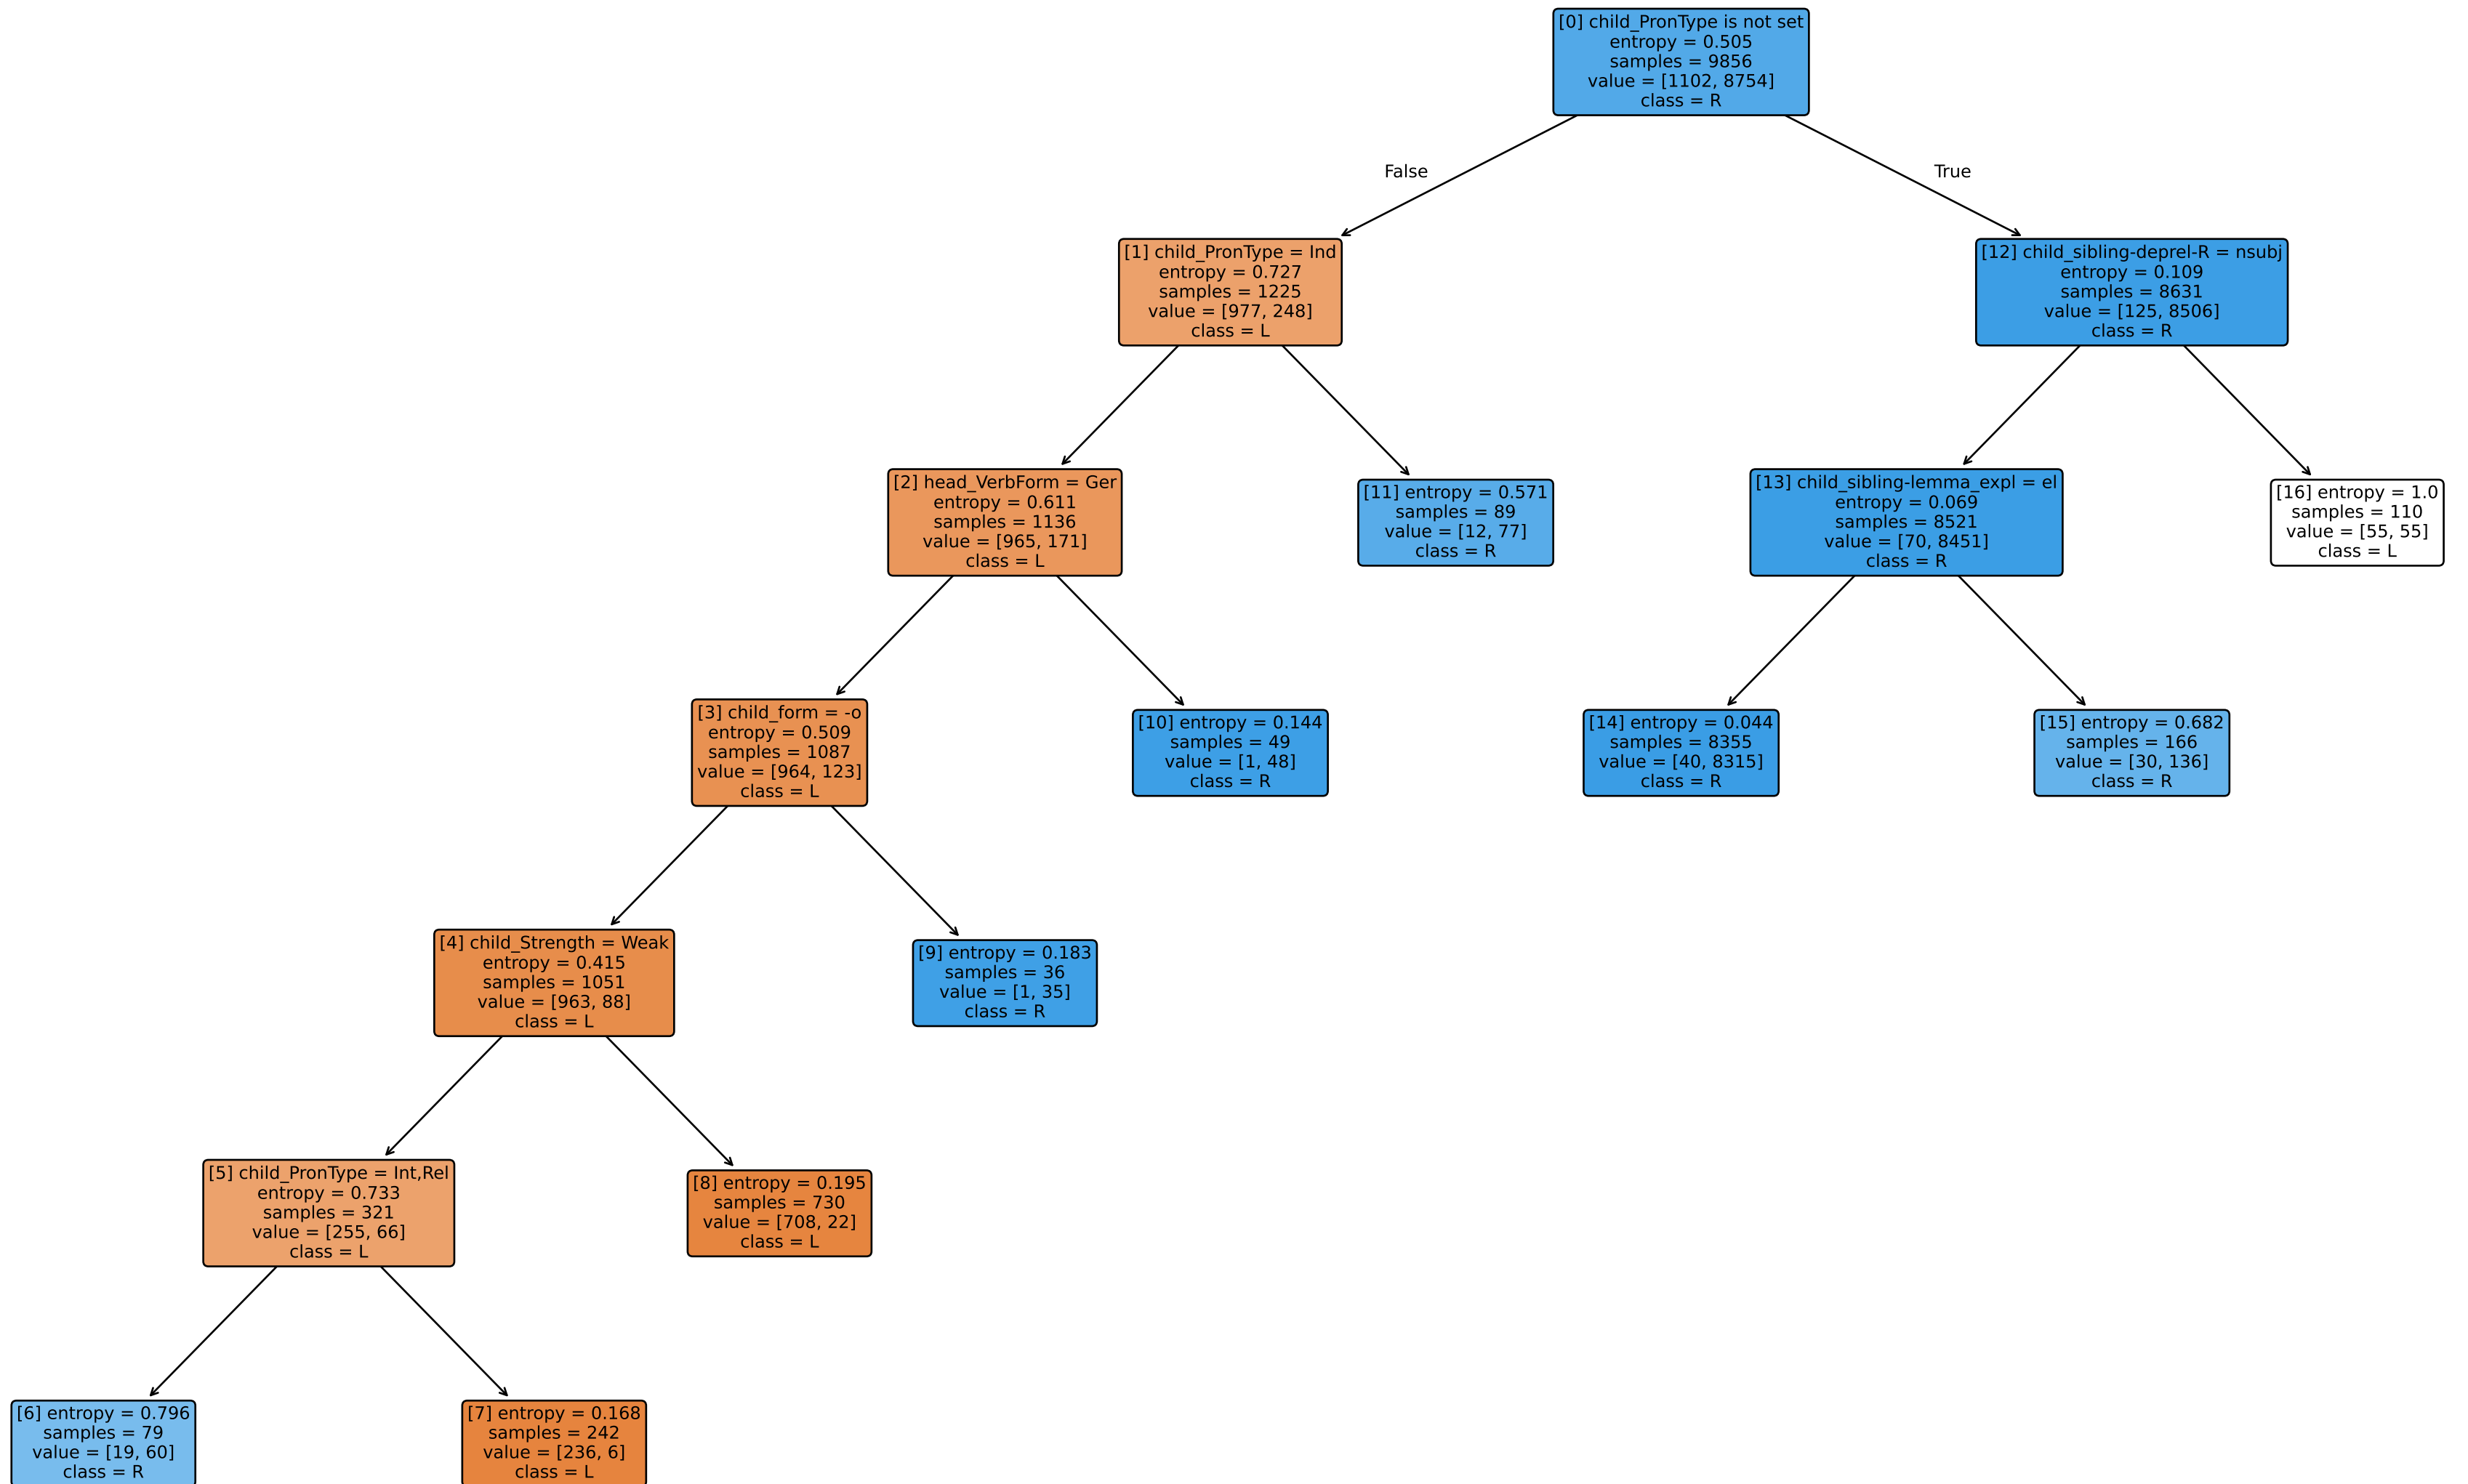 [0] child_PronType is not set
entropy = 0.505
samples = 9856
value = [1102, 8754]
class = R
False
True
[1] child_PronType = Ind
entropy = 0.727
samples = 1225
value = [977, 248]
class = L
[12] child_sibling-deprel-R = nsubj
entropy = 0.109
samples = 8631
value = [125, 8506]
class = R
[2] head_VerbForm = Ger
entropy = 0.611
samples = 1136
value = [965, 171]
class = L
[11] entropy = 0.571
samples = 89
value = [12, 77]
class = R
[13] child_sibling-lemma_expl = el
entropy = 0.069
samples = 8521
value = [70, 8451]
class = R
[16] entropy = 1.0
samples = 110
value = [55, 55]
class = L
[3] child_form = -o
entropy = 0.509
samples = 1087
value = [964, 123]
class = L
[10] entropy = 0.144
samples = 49
value = [1, 48]
class = R
[14] entropy = 0.044
samples = 8355
value = [40, 8315]
class = R
[15] entropy = 0.682
samples = 166
value = [30, 136]
class = R
[4] child_Strength = Weak
entropy = 0.415
samples = 1051
value = [963, 88]
class = L
[9] entropy = 0.183
samples = 36
value = [1, 35]
class = R
[5] child_PronType = Int,Rel
entropy = 0.733
samples = 321
value = [255, 66]
class = L
[8] entropy = 0.195
samples = 730
value = [708, 22]
class = L
[6] entropy = 0.796
samples = 79
value = [19, 60]
class = R
[7] entropy = 0.168
samples = 242
value = [236, 6]
class = L